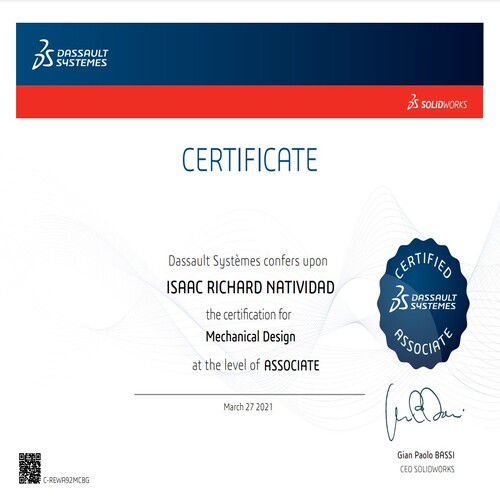 DASSAULT
SYSTEMES
SOLIDWORKS
CERTIFICATE
Dassault Systèmes confers upon
ISAAC RICHARD NATIVIDAD
the certification for
Mechanical Design
at the level of ASSOCIATE
March 27 2021
CERTIFIED
DASSAULT
SYSTEMES
ASSOCIATE
Gian Paolo BASSI
CEO SOLIDWORKS
C-REWA92MCBG